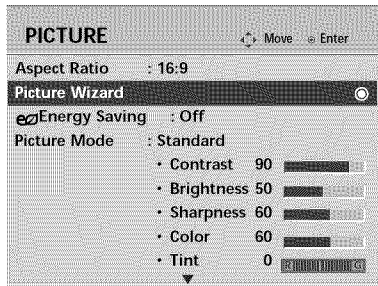 PICTURE Move Enter
Aspect Ratio : 16:9
Picture Wizard
eco Energy Saving : Off
Picture Mode : Standard
• Contrast 90
• Brightness 50
• Sharpness 60
• Color 60
• Tint 0 R G